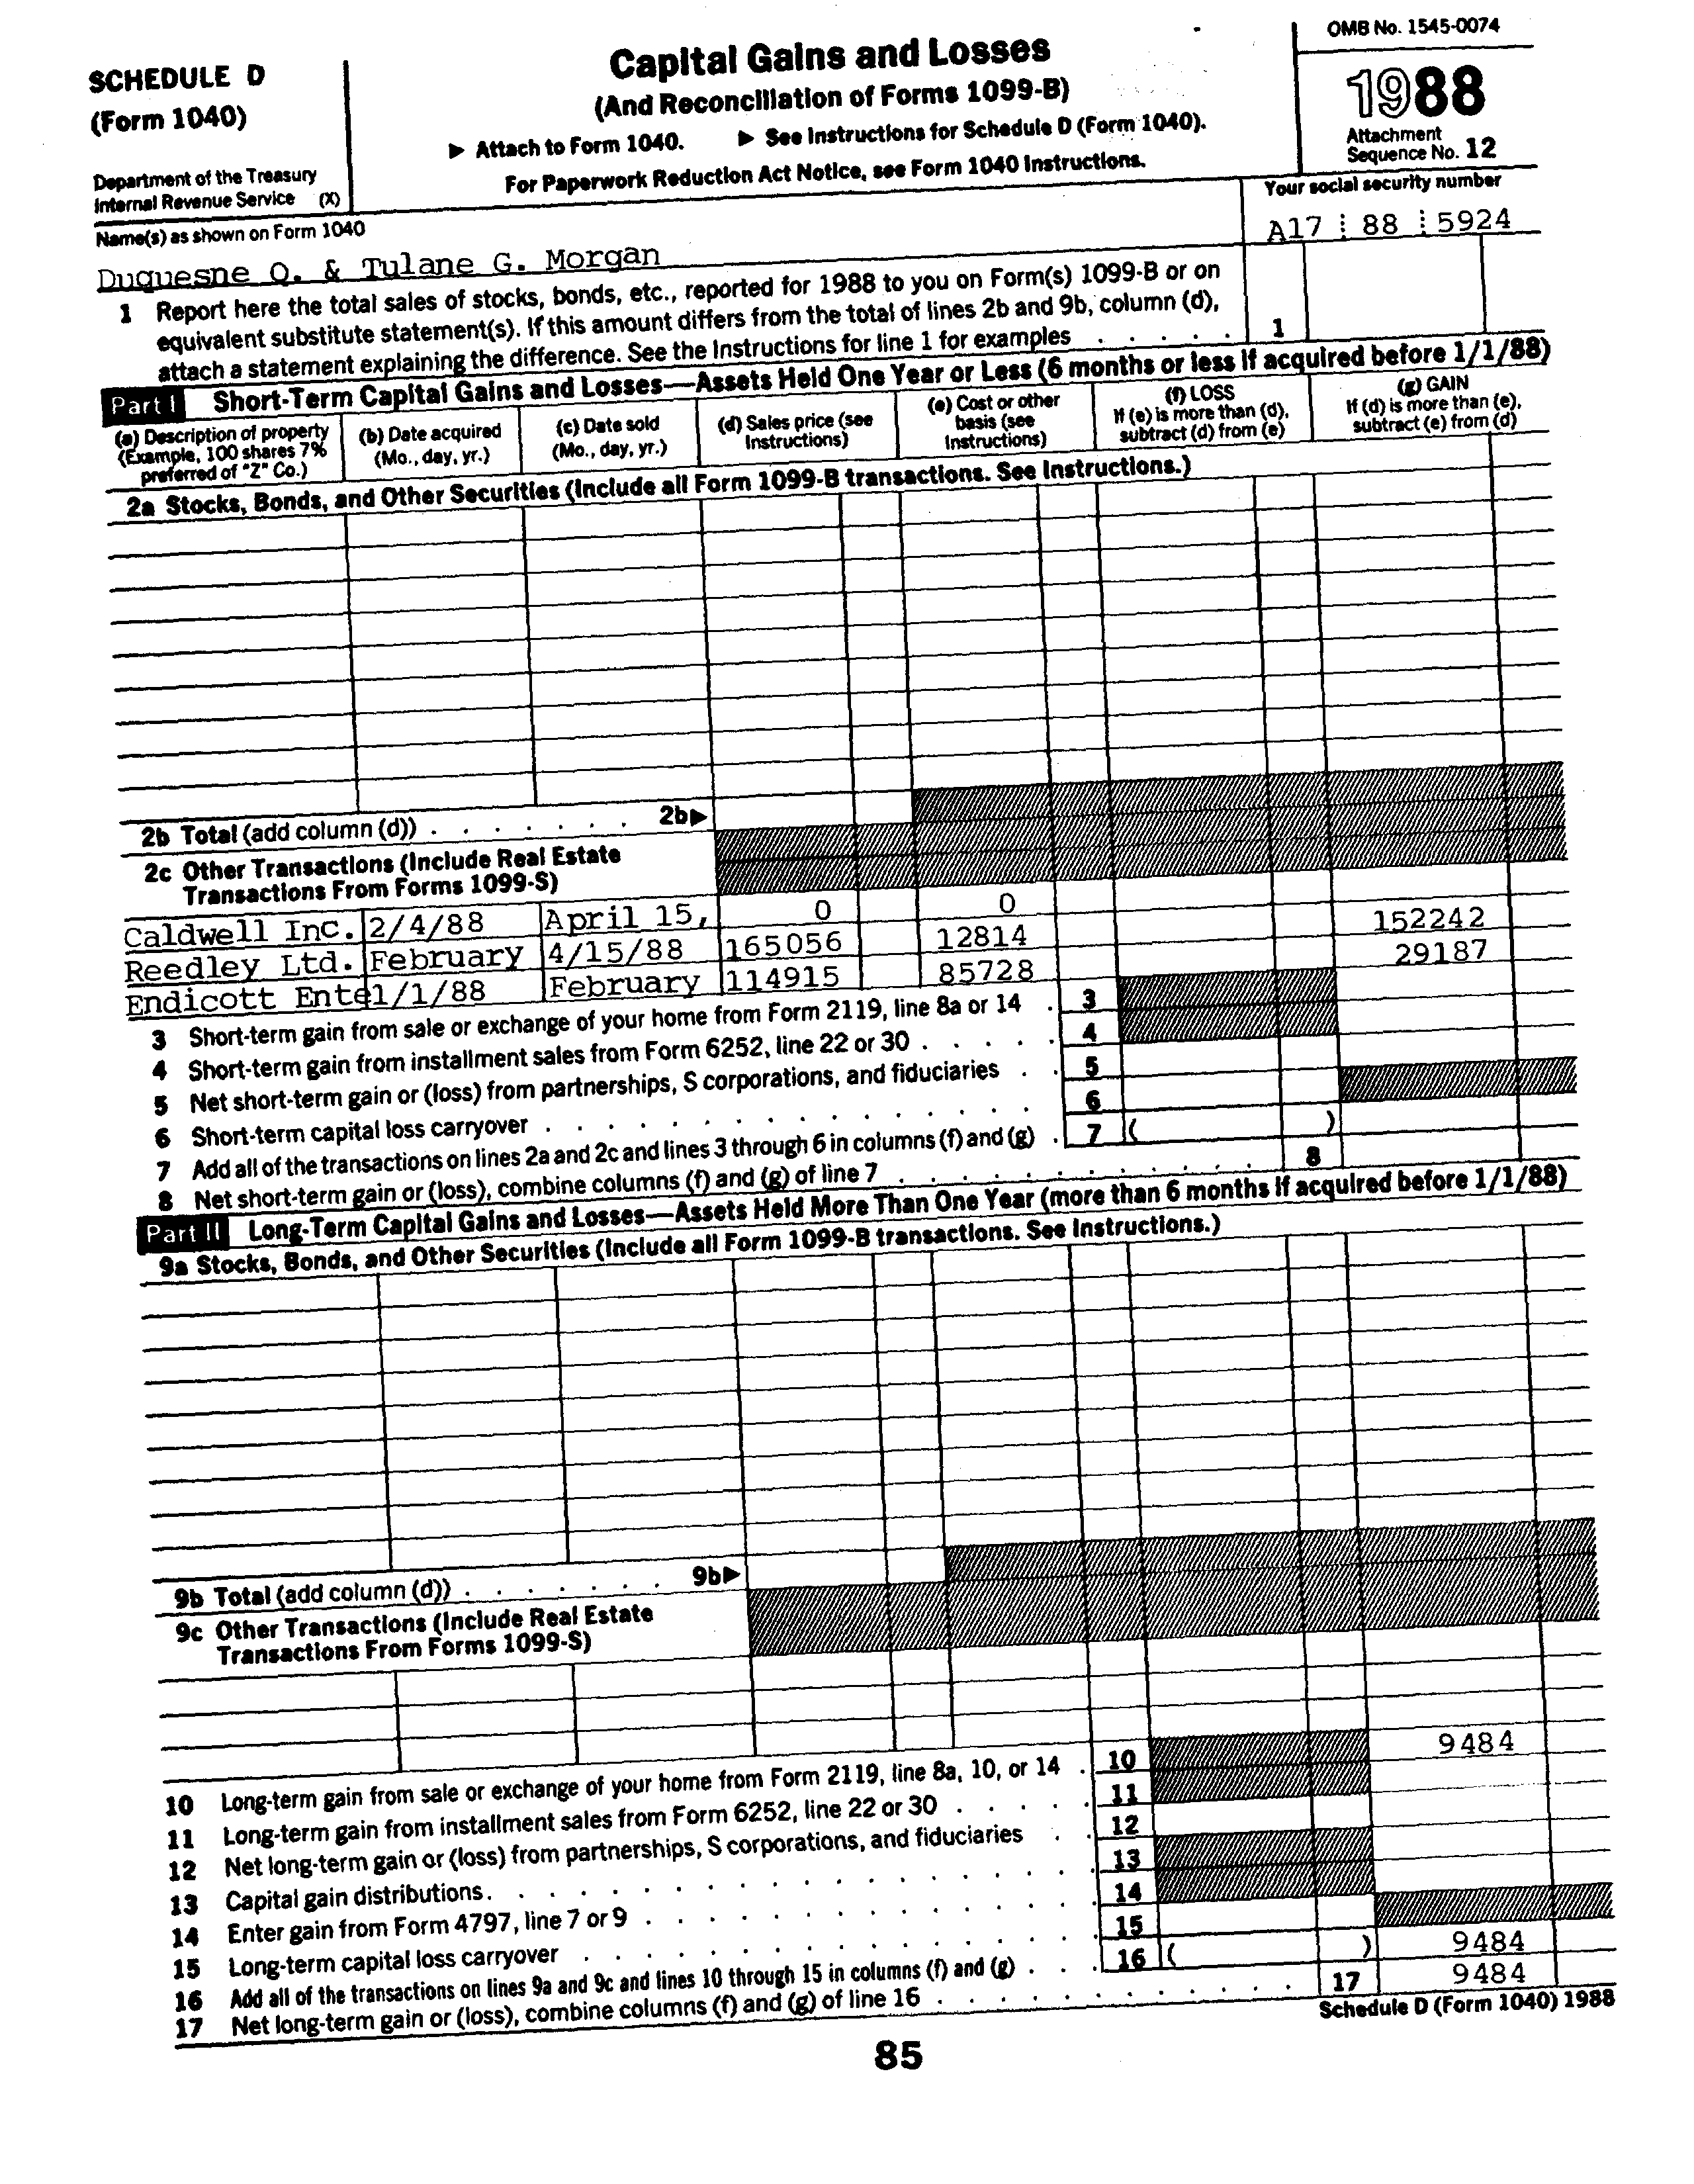 SCHEDULE D
(Form 1040)
Department of the Treasury
Internal Revenue Service (X)
Capital Gains and Losses
(And Reconciliation of Forms 1099-B)
▶ Attach to Form 1040. ▶ See Instructions for Schedule D (Form 1040).
For Paperwork Reduction Act Notice, see Form 1040 Instructions.
OMB No. 1545-0074
1988
Attachment
Sequence No. 12
Name(s) as shown on Form 1040
Duquesne Q. & Tulane G. Morgan
Your social security number
A17 88 5924
1 Report here the total sales of stocks, bonds, etc., reported for 1988 to you on Form(s) 1099-B or on
equivalent substitute statement(s). If this amount differs from the total of lines 2b and 9b, column (d),
attach a statement explaining the difference. See the Instructions for line 1 for examples . . . . . 1
Part I Short-Term Capital Gains and Losses—Assets Held One Year or Less (6 months or less if acquired before 1/1/88)
(a) Description of property
(Example, 100 shares 7%
preferred of "Z" Co.)
(b) Date acquired
(Mo., day, yr.)
(c) Date sold
(Mo., day, yr.)
(d) Sales price (see
Instructions)
(e) Cost or other
basis (see
Instructions)
(f) LOSS
If (e) is more than (d),
subtract (d) from (e)
(g) GAIN
If (d) is more than (e),
subtract (e) from (d)
2a Stocks, Bonds, and Other Securities (Include all Form 1099-B transactions. See Instructions.)
2b Total (add column (d)) . . . . . . . 2b▶
2c Other Transactions (Include Real Estate
Transactions From Forms 1099-S)
Caldwell Inc. 2/4/88 April 15, 0 0
Reedley Ltd. February 4/15/88 165056 12814 152242
Endicott Ente 1/1/88 February 114915 85728 29187
3 Short-term gain from sale or exchange of your home from Form 2119, line 8a or 14 . 3
4 Short-term gain from installment sales from Form 6252, line 22 or 30 . . . . . 4
5 Net short-term gain or (loss) from partnerships, S corporations, and fiduciaries . . 5
6 Short-term capital loss carryover . . . . . . . . . . . . . 6
7 Add all of the transactions on lines 2a and 2c and lines 3 through 6 in columns (f) and (g) . 7 ( )
8 Net short-term gain or (loss), combine columns (f) and (g) of line 7 . . . . . . . . . . . 8
Part II Long-Term Capital Gains and Losses—Assets Held More Than One Year (more than 6 months if acquired before 1/1/88)
9a Stocks, Bonds, and Other Securities (Include all Form 1099-B transactions. See Instructions.)
9b Total (add column (d)) . . . . . . . 9b▶
9c Other Transactions (Include Real Estate
Transactions From Forms 1099-S)
10 Long-term gain from sale or exchange of your home from Form 2119, line 8a, 10, or 14 . 10 9484
11 Long-term gain from installment sales from Form 6252, line 22 or 30 . . . . . 11
12 Net long-term gain or (loss) from partnerships, S corporations, and fiduciaries . . 12
13 Capital gain distributions . . . . . . . . . . . . . . . 13
14 Enter gain from Form 4797, line 7 or 9 . . . . . . . . . . . 14
15 Long-term capital loss carryover . . . . . . . . . . . . . 15
16 Add all of the transactions on lines 9a and 9c and lines 10 through 15 in columns (f) and (g) . . . 16 ( ) 9484
17 Net long-term gain or (loss), combine columns (f) and (g) of line 16 . . . . . . . . . . . . 17 9484
Schedule D (Form 1040) 1988
85